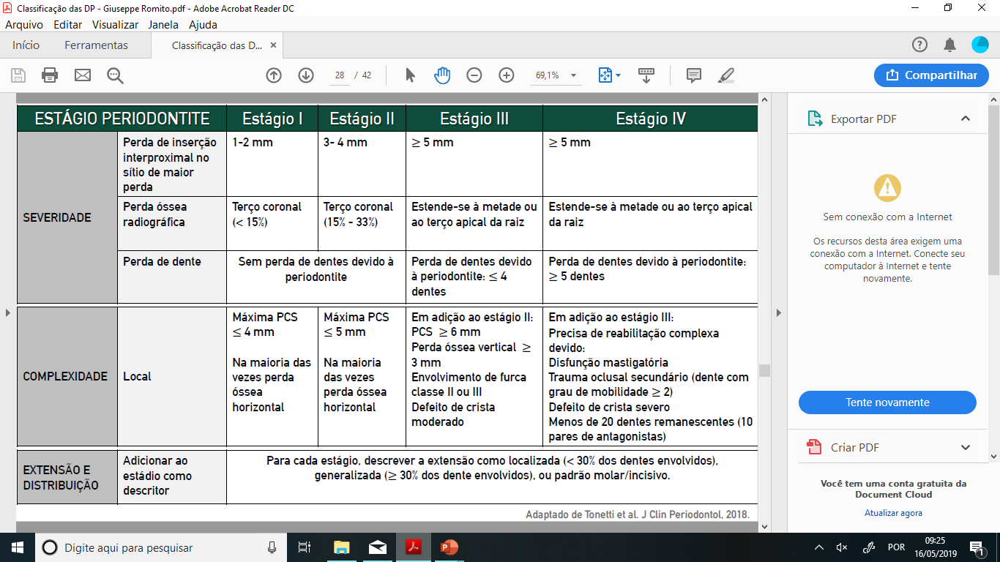 Classificação das DP - Giuseppe Romito.pdf - Adobe Acrobat Reader DC
Arquivo Editar Visualizar Janela Ajuda
Início Ferramentas Classificação das D... ×
28 / 42 69,1% Compartilhar
ESTÁGIO PERIODONTITE Estágio I Estágio II Estágio III Estágio IV
SEVERIDADE
Perda de inserção
interproximal no
sítio de maior
perda
1-2 mm
3- 4 mm
≥ 5 mm
≥ 5 mm
Perda óssea
radiográfica
Terço coronal
(< 15%)
Terço coronal
(15% - 33%)
Estende-se à metade ou
ao terço apical da raiz
Estende-se à metade ou ao terço apical
da raiz
Perda de dente
Sem perda de dentes devido à
periodontite
Perda de dentes devido
à periodontite: ≤ 4
dentes
Perda de dentes devido à periodontite:
≥ 5 dentes
COMPLEXIDADE
Local
Máxima PCS
≤ 4 mm
Na maioria das
vezes perda
óssea
horizontal
Máxima PCS
≤ 5 mm
Na maioria
das vezes
perda óssea
horizontal
Em adição ao estágio II:
PCS ≥ 6 mm
Perda óssea vertical ≥
3 mm
Envolvimento de furca
classe II ou III
Defeito de crista
moderado
Em adição ao estágio III:
Precisa de reabilitação complexa
devido:
Disfunção mastigatória
Trauma oclusal secundário (dente com
grau de mobilidade ≥ 2)
Defeito de crista severo
Menos de 20 dentes remanescentes (10
pares de antagonistas)
EXTENSÃO E
DISTRIBUIÇÃO
Adicionar ao
estádio como
descritor
Para cada estágio, descrever a extensão como localizada (< 30% dos dentes envolvidos),
generalizada (≥ 30% dos dente envolvidos), ou padrão molar/incisivo.
Adaptado de Tonetti et al. J Clin Periodontol, 2018.
Exportar PDF
Sem conexão com a Internet
Os recursos desta área exigem uma
conexão com a Internet. Conecte seu
computador à Internet e tente
novamente.
Tente novamente
Criar PDF
Você tem uma conta gratuita da
Document Cloud
Atualizar agora
Digite aqui para pesquisar
POR
09:25
16/05/2019
1